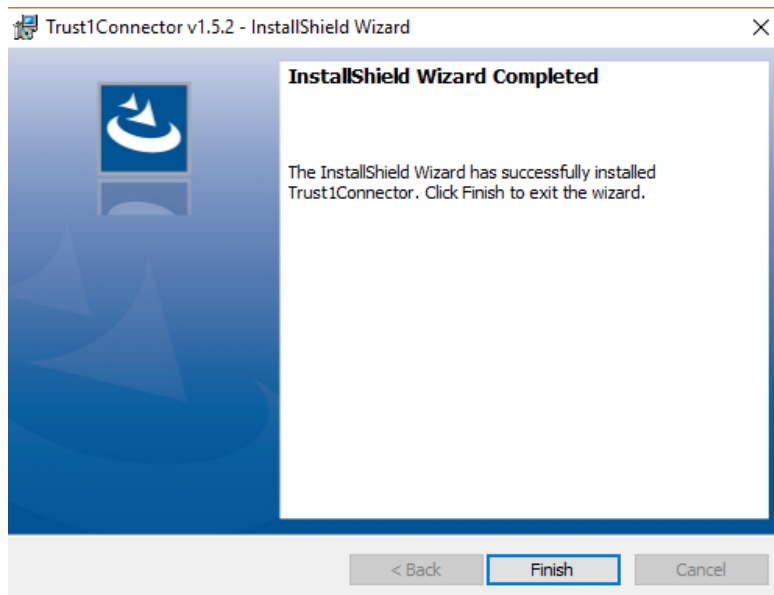 Trust1Connector v1.5.2 - InstallShield Wizard
InstallShield Wizard Completed
The InstallShield Wizard has successfully installed
Trust1Connector. Click Finish to exit the wizard.
< Back
Finish
Cancel